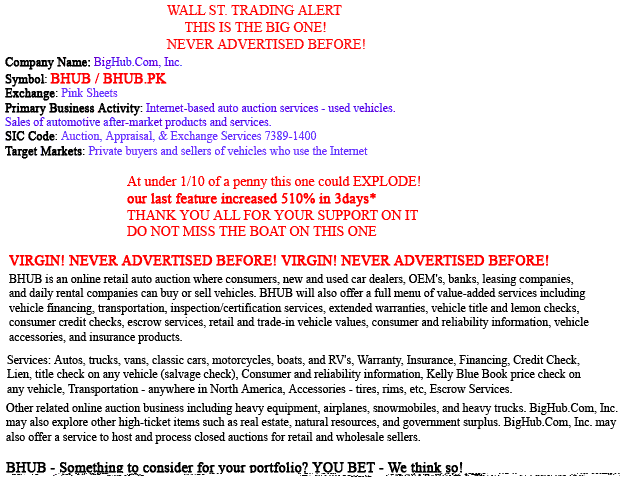 WALL ST. TRADING ALERT
THIS IS THE BIG ONE!
NEVER ADVERTISED BEFORE!
Company Name: BigHub.Com, Inc.
Symbol: BHUB / BHUB.PK
Exchange: Pink Sheets
Primary Business Activity: Internet-based auto auction services - used vehicles.
Sales of automotive after-market products and services.
SIC Code: Auction, Appraisal, & Exchange Services 7389-1400
Target Markets: Private buyers and sellers of vehicles who use the Internet
At under 1/10 of a penny this one could EXPLODE!
our last feature increased 510% in 3days*
THANK YOU ALL FOR YOUR SUPPORT ON IT
DO NOT MISS THE BOAT ON THIS ONE
VIRGIN! NEVER ADVERTISED BEFORE! VIRGIN! NEVER ADVERTISED BEFORE!
BHUB is an online retail auto auction where consumers, new and used car dealers, OEM's, banks, leasing companies,
and daily rental companies can buy or sell vehicles. BHUB will also offer a full menu of value-added services including
vehicle financing, transportation, inspection/certification services, extended warranties, vehicle title and lemon checks,
consumer credit checks, escrow services, retail and trade-in vehicle values, consumer and reliability information, vehicle
accessories, and insurance products.
Services: Autos, trucks, vans, classic cars, motorcycles, boats, and RV's, Warranty, Insurance, Financing, Credit Check,
Lien, title check on any vehicle (salvage check), Consumer and reliability information, Kelly Blue Book price check on
any vehicle, Transportation - anywhere in North America, Accessories - tires, rims, etc, Escrow Services.
Other related online auction business including heavy equipment, airplanes, snowmobiles, and heavy trucks. BigHub.Com, Inc.
may also explore other high-ticket items such as real estate, natural resources, and government surplus. BigHub.Com, Inc. may
also offer a service to host and process closed auctions for retail and wholesale sellers.
BHUB - Something to consider for your portfolio? YOU BET - We think so!